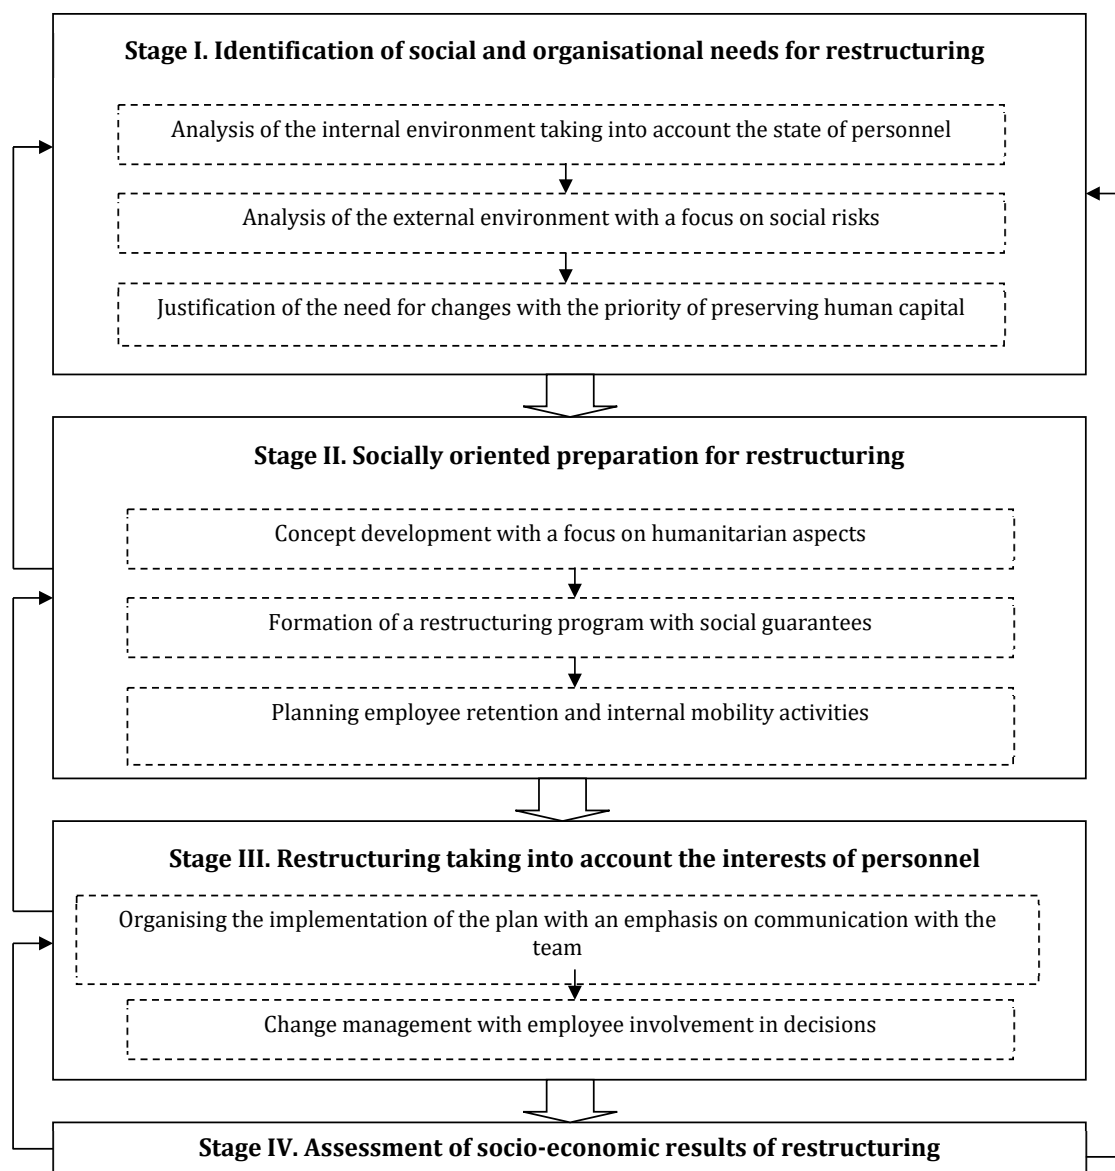 Stage I. Identification of social and organisational needs for restructuring
Analysis of the internal environment taking into account the state of personnel
Analysis of the external environment with a focus on social risks
Justification of the need for changes with the priority of preserving human capital
Stage II. Socially oriented preparation for restructuring
Concept development with a focus on humanitarian aspects
Formation of a restructuring program with social guarantees
Planning employee retention and internal mobility activities
Stage III. Restructuring taking into account the interests of personnel
Organising the implementation of the plan with an emphasis on communication with the
team
Change management with employee involvement in decisions
Stage IV. Assessment of socio-economic results of restructuring